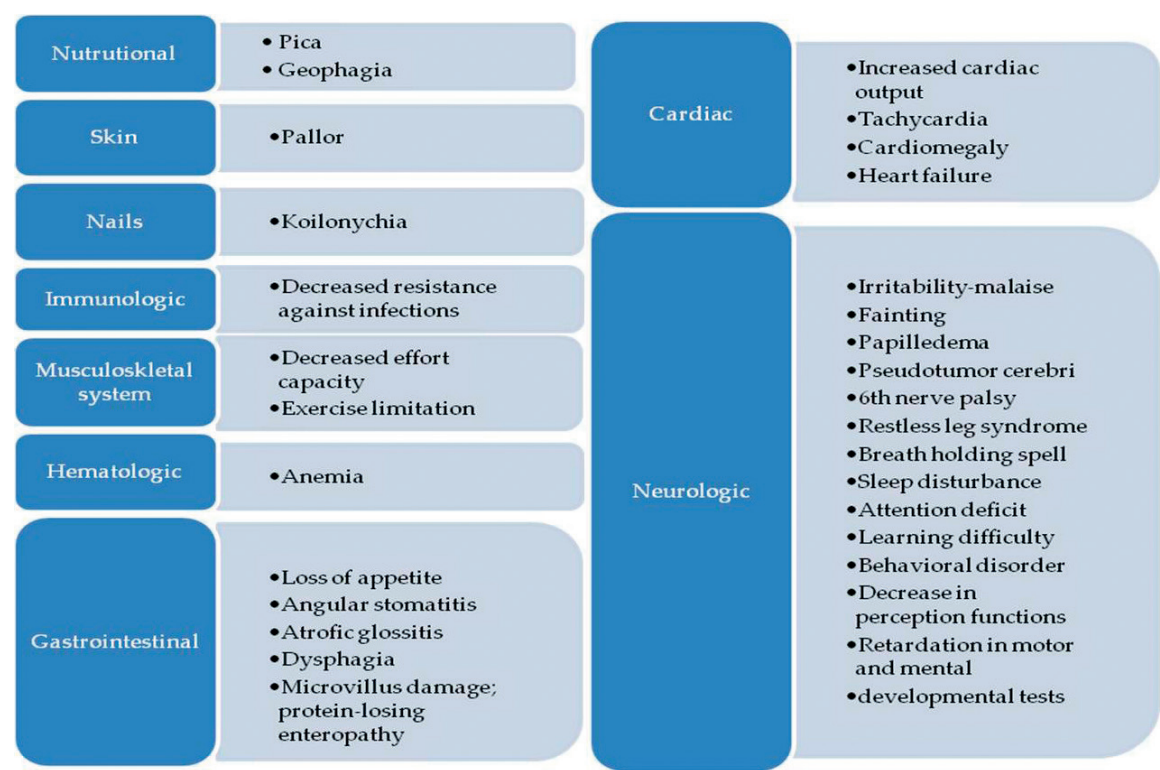 Nutrutional
• Pica
• Geophagia
Skin
•Pallor
Nails
•Koilonychia
Immunologic
•Decreased resistance
against infections
Musculoskletal
system
•Decreased effort
capacity
•Exercise limitation
Hematologic
•Anemia
Gastrointestinal
•Loss of appetite
•Angular stomatitis
•Atrofic glossitis
•Dysphagia
•Microvillus damage;
protein-losing
enteropathy
Cardiac
•Increased cardiac
output
•Tachycardia
•Cardiomegaly
•Heart failure
Neurologic
•Irritability-malaise
•Fainting
•Papilledema
•Pseudotumor cerebri
•6th nerve palsy
•Restless leg syndrome
•Breath holding spell
•Sleep disturbance
•Attention deficit
•Learning difficulty
•Behavioral disorder
•Decrease in
perception functions
•Retardation in motor
and mental
•developmental tests